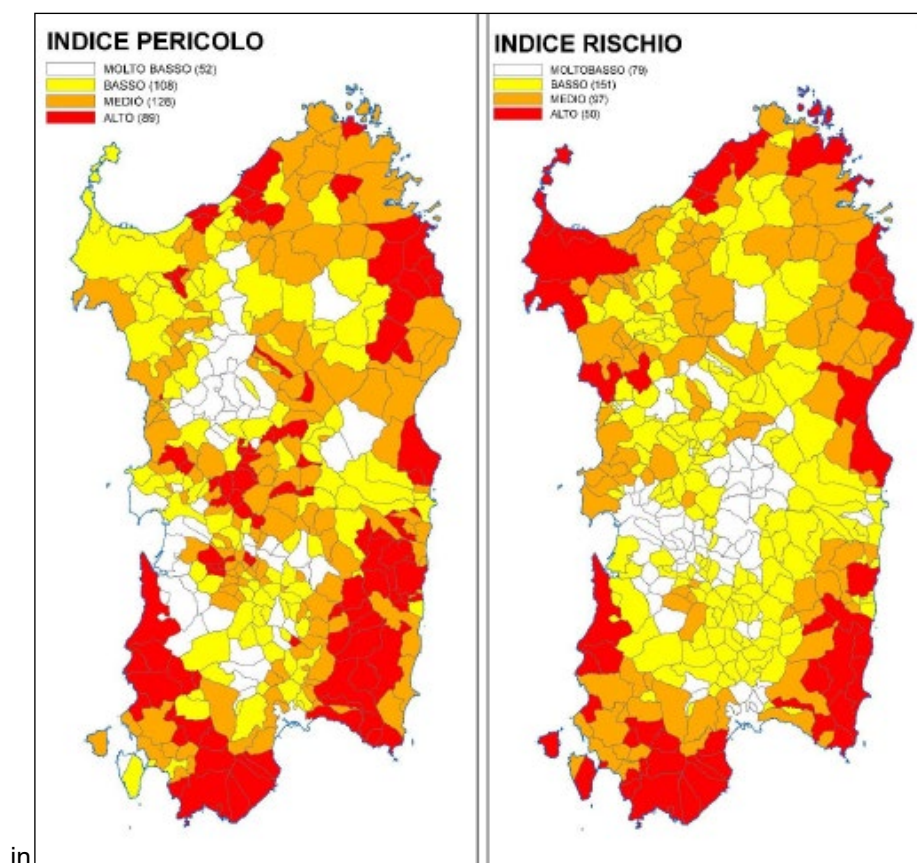 INDICE PERICOLO
MOLTO BASSO (52)
BASSO (108)
MEDIO (128)
ALTO (89)
INDICE RISCHIO
MOLTOBASSO (79)
BASSO (151)
MEDIO (97)
ALTO (50)
in